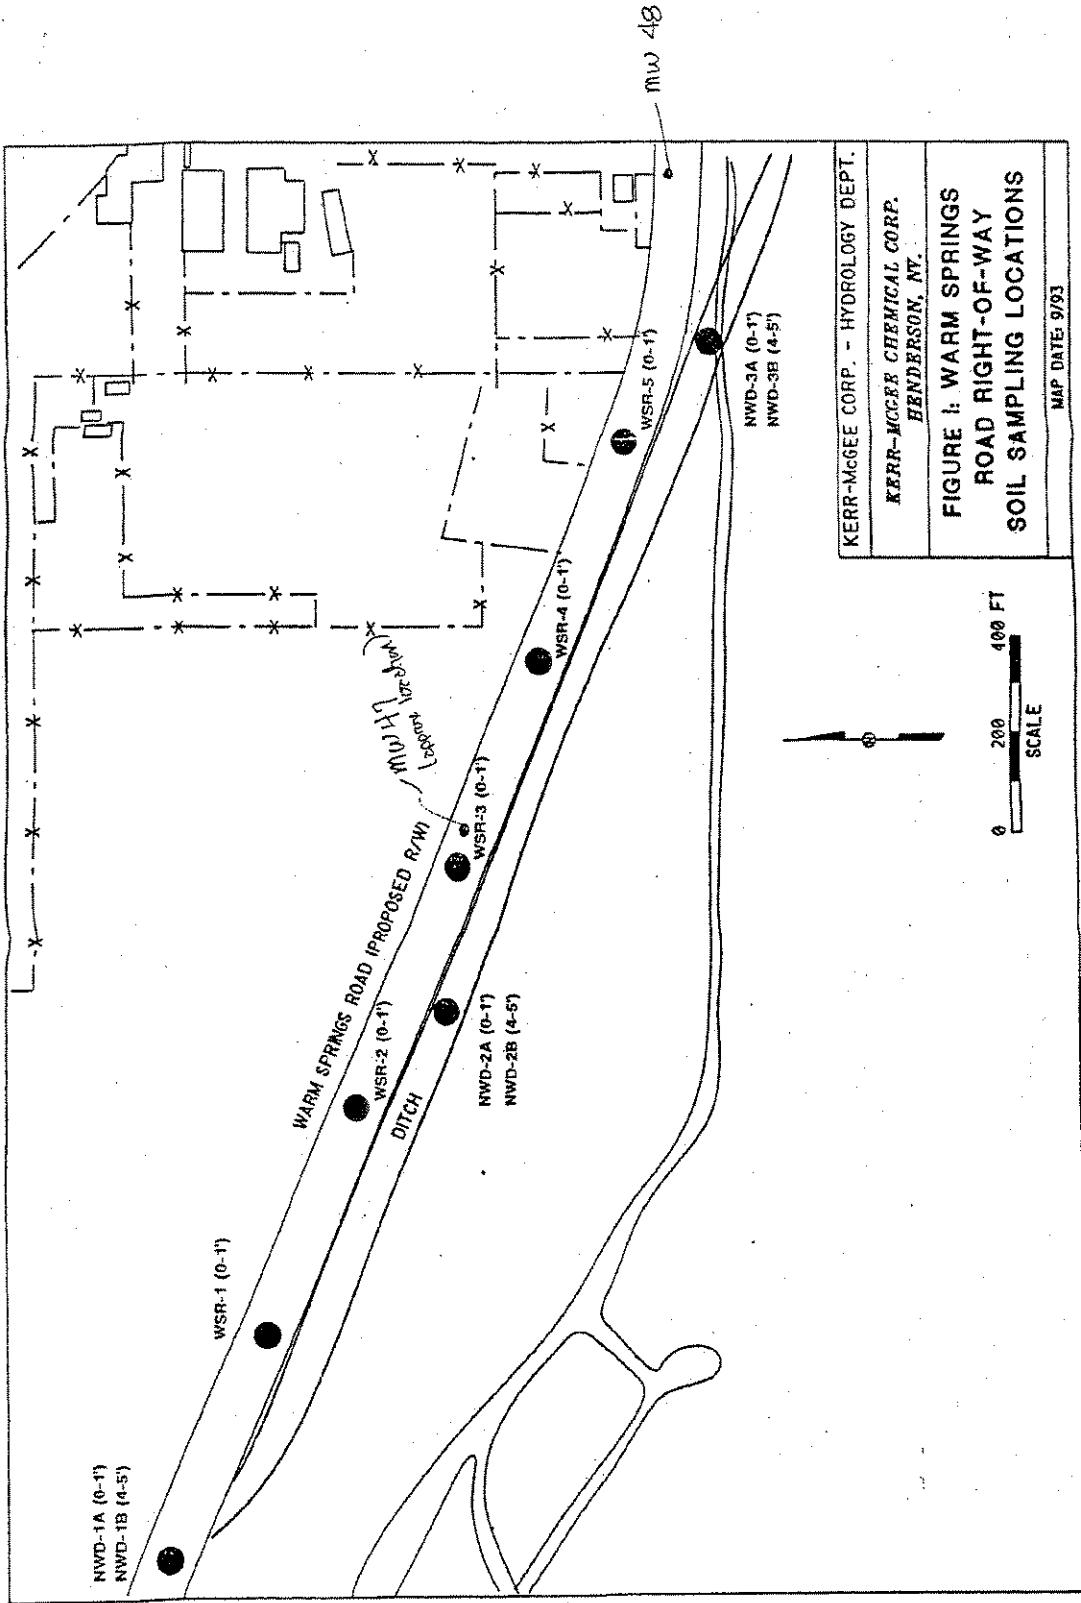 mw 48
NWD-1A (0-1')
NWD-1B (4-5')
WSR-1 (0-1')
WARM SPRINGS ROAD (PROPOSED R/W)
WSR-2 (0-1')
DITCH
NWD-2A (0-1')
NWD-2B (4-5')
MW47
(approx location)
WSR-3 (0-1')
WSR-4 (0-1')
WSR-5 (0-1')
NWD-3A (0-1')
NWD-3B (4-5')
N
0 200 400 FT
SCALE
KERR-McGEE CORP. - HYDROLOGY DEPT.
KERR-MCGEE CHEMICAL CORP.
HENDERSON, NV.
FIGURE 1: WARM SPRINGS
ROAD RIGHT-OF-WAY
SOIL SAMPLING LOCATIONS
MAP DATE: 9/93